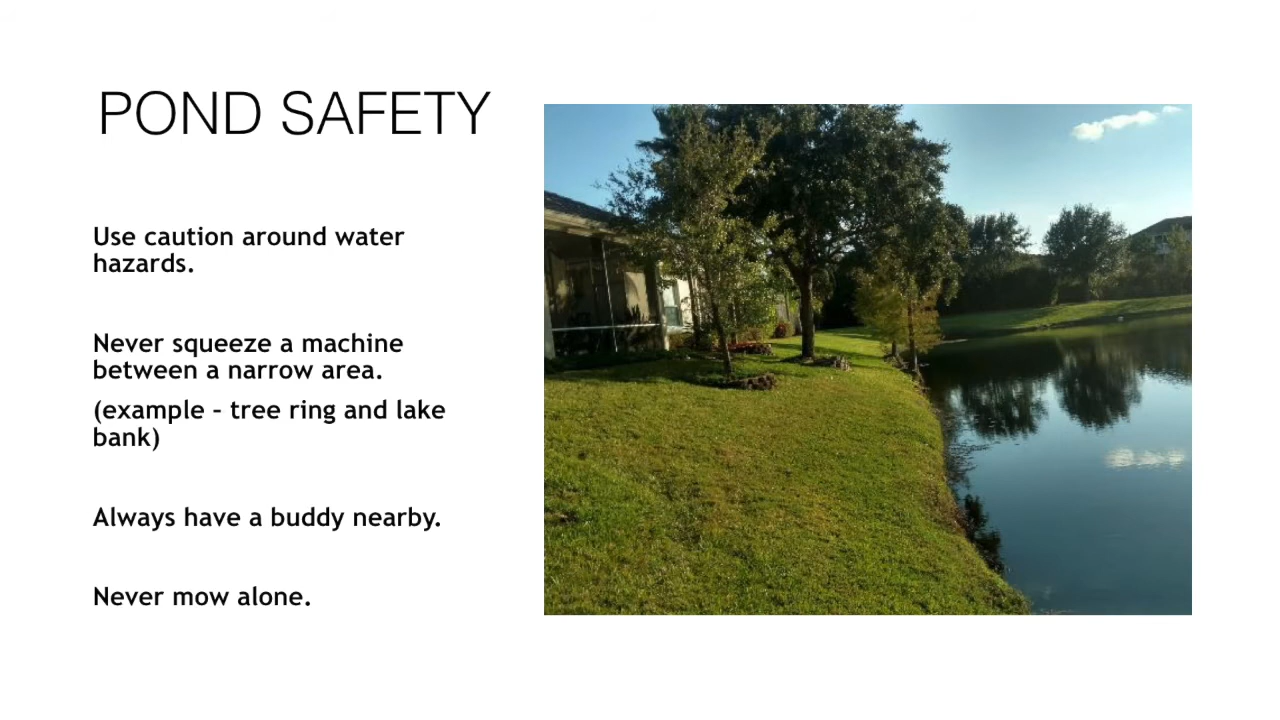 POND SAFETY
Use caution around water
hazards.
Never squeeze a machine
between a narrow area.
(example – tree ring and lake
bank)
Always have a buddy nearby.
Never mow alone.